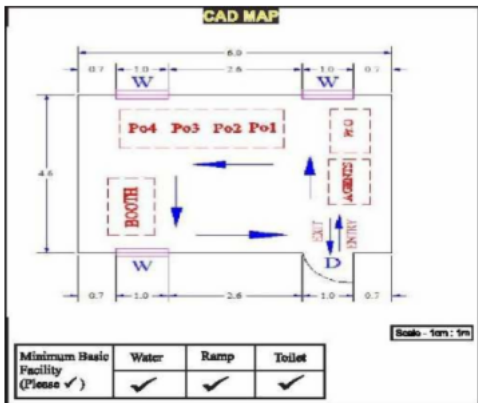 CAD MAP
6.0
0.7 1.0 2.6 1.0 0.7
W W
Po4 Po3 Po2 Po1
P.O
AGENTS
4.6
BOOTH
EXIT
ENTRY
W D
0.7 1.0 2.6 1.0 0.7
Scale - 1cm : 1m
Minimum Basic Water Ramp Toilet
Facility
(Please ✓) ✓ ✓ ✓